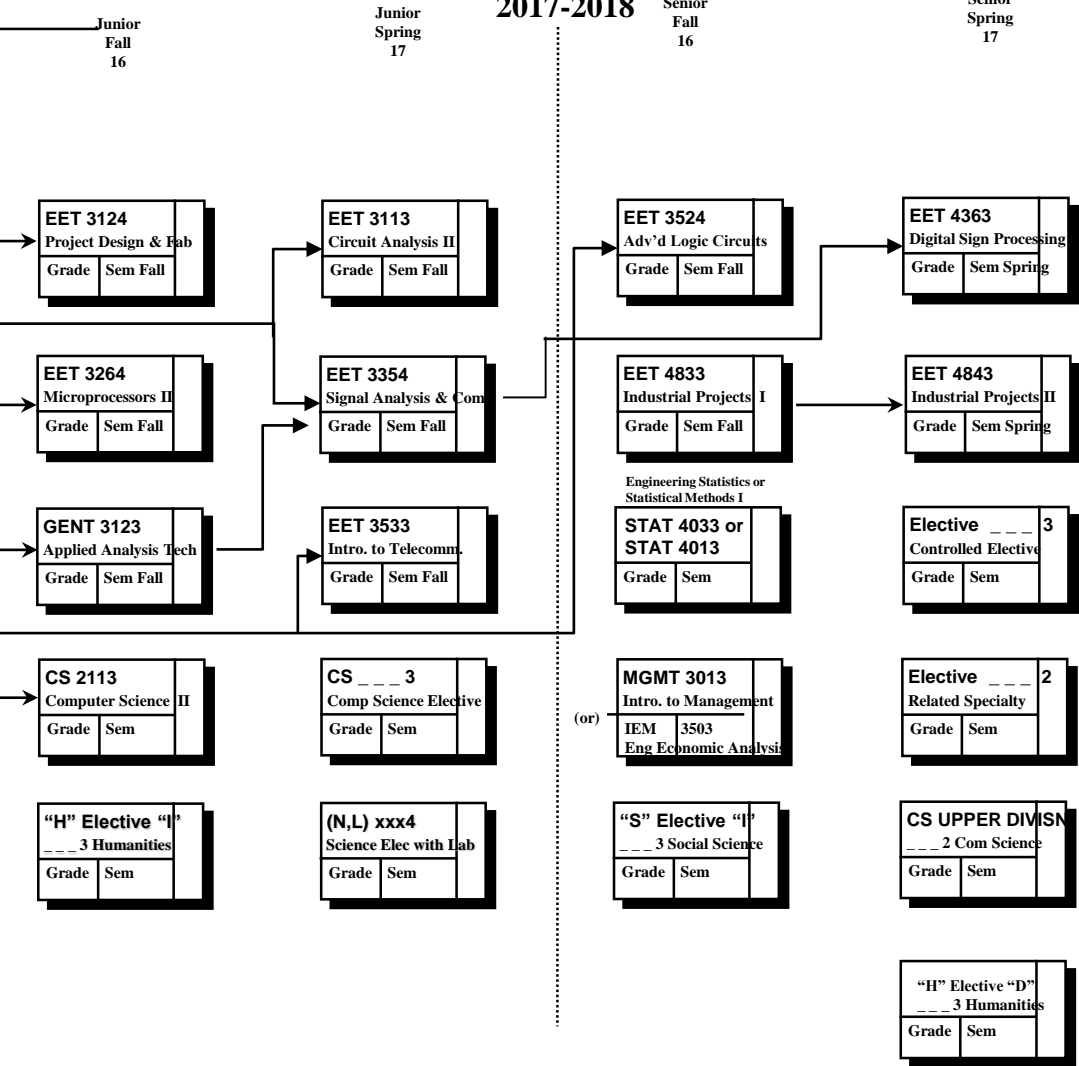 2017-2018
Junior
Fall
16
Junior
Spring
17
Senior
Fall
16
Senior
Spring
17
EET 3124
Project Design & Fab
Grade Sem Fall
EET 3113
Circuit Analysis II
Grade Sem Fall
EET 3524
Adv'd Logic Circuits
Grade Sem Fall
EET 4363
Digital Sign Processing
Grade Sem Spring
EET 3264
Microprocessors II
Grade Sem Fall
EET 3354
Signal Analysis & Com
Grade Sem Fall
EET 4833
Industrial Projects I
Grade Sem Fall
EET 4843
Industrial Projects II
Grade Sem Spring
GENT 3123
Applied Analysis Tech
Grade Sem Fall
EET 3533
Intro. to Telecomm.
Grade Sem Fall
Engineering Statistics or
Statistical Methods I
STAT 4033 or
STAT 4013
Grade Sem
Elective _ _ _ 3
Controlled Elective
Grade Sem
CS 2113
Computer Science II
Grade Sem
CS _ _ _ 3
Comp Science Elective
Grade Sem
MGMT 3013
Intro. to Management
(or)
IEM 3503
Eng Economic Analysis
Elective _ _ _ 2
Related Specialty
Grade Sem
“H” Elective “I”
_ _ _ 3 Humanities
Grade Sem
(N,L) xxx4
Science Elec with Lab
Grade Sem
“S” Elective “I”
_ _ _ 3 Social Science
Grade Sem
CS UPPER DIVISN
_ _ _ 2 Com Science
Grade Sem
“H” Elective “D”
_ _ _ 3 Humanities
Grade Sem